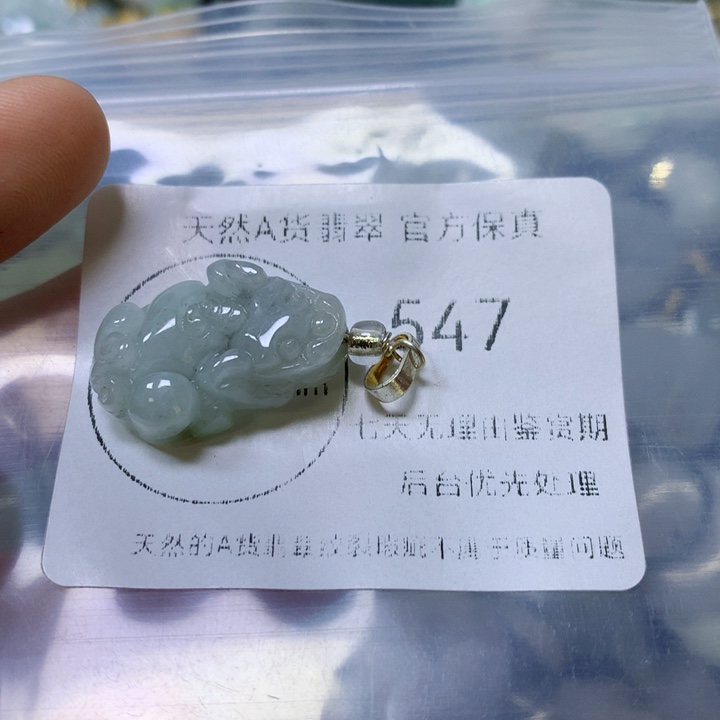 天然A货翡翠 官方保真
547
七天无理由鉴赏期
后台优先处理
天然的A货翡翠纹裂瑕疵不属于质量问题